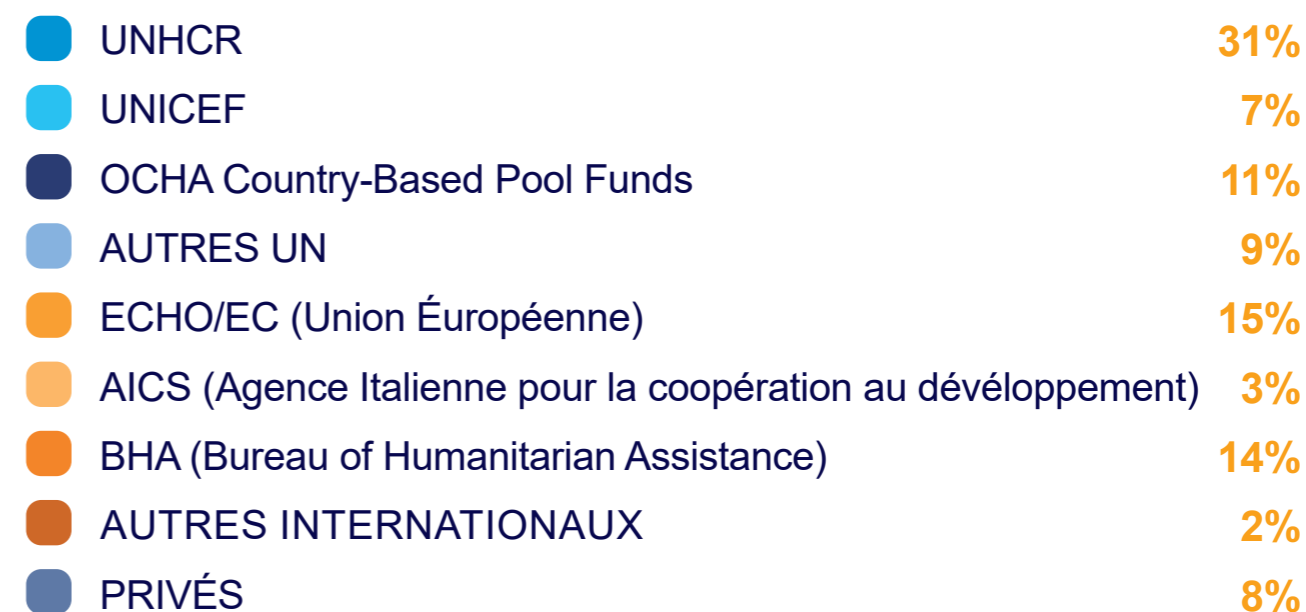 UNHCR 31%
UNICEF 7%
OCHA Country-Based Pool Funds 11%
AUTRES UN 9%
ECHO/EC (Union Éuropéenne) 15%
AICS (Agence Italienne pour la coopération au dévéloppement) 3%
BHA (Bureau of Humanitarian Assistance) 14%
AUTRES INTERNATIONAUX 2%
PRIVÉS 8%